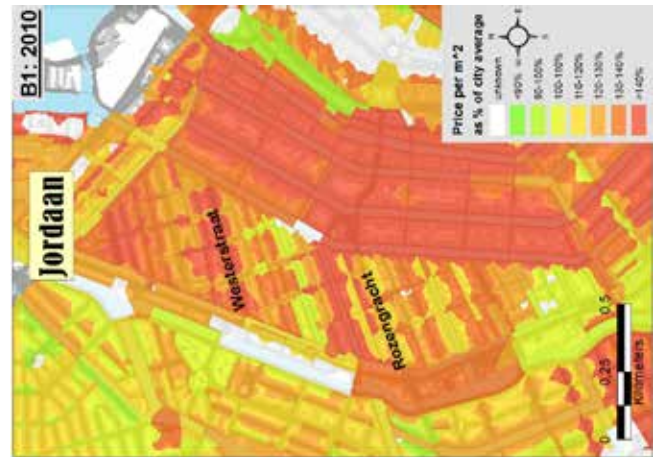 B1: 2010
Jordaan
Westerstraat
Rozengracht
Price per m^2
as % of city average
unknown
<90%
90-100%
100-100%
110-120%
120-130%
130-140%
>140%
N
W
E
S
0
0,25
0,5
Kilometers